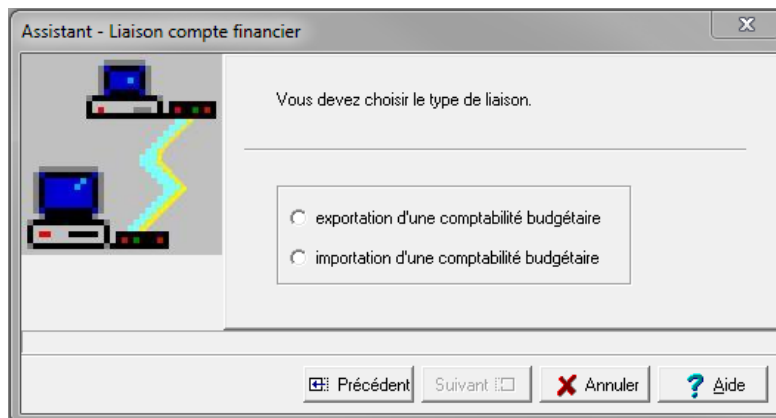 Assistant - Liaison compte financier
Vous devez choisir le type de liaison.
exportation d'une comptabilité budgétaire
importation d'une comptabilité budgétaire
Précédent Suivant Annuler Aide